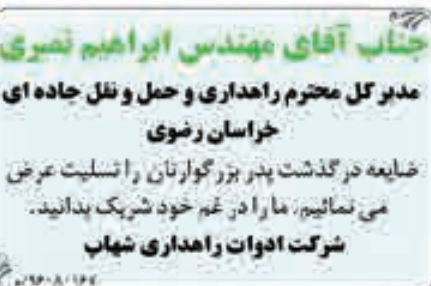 جناب آقای مهندس ابراهیم نصری
مدیر کل محترم راهداری و حمل و نقل جاده ای
خراسان رضوی
ضایعه درگذشت پدر بزرگوارتان را تسلیت عرض
می نمائیم، ما را در غم خود شریک بدانید.
شرکت ادوات راهداری شهاب